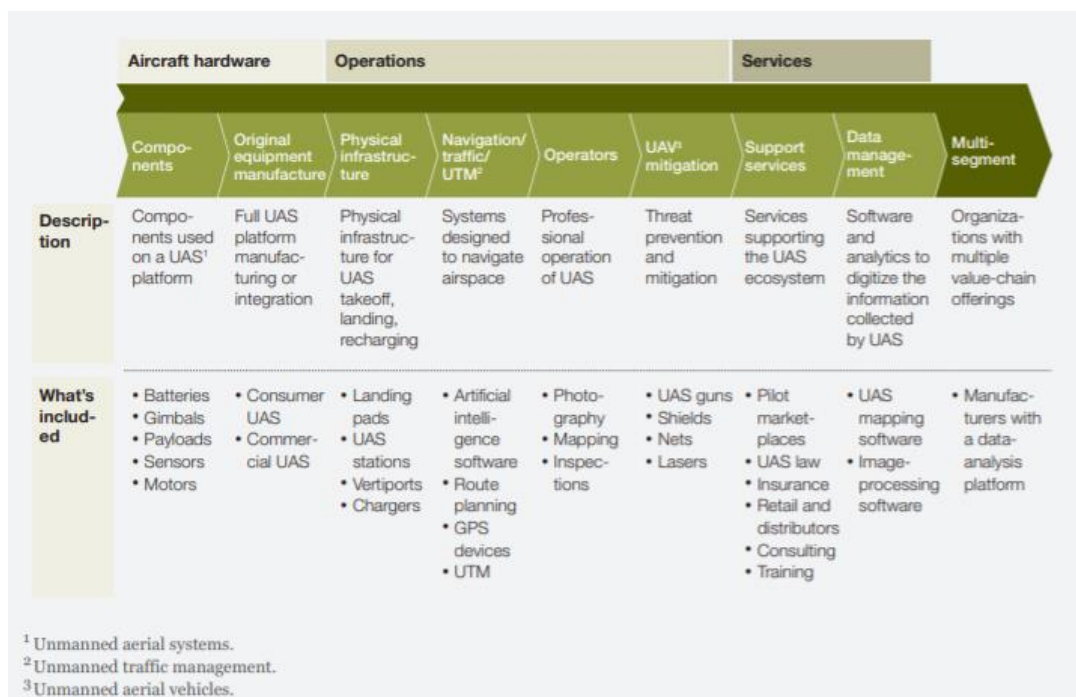 Aircraft hardware
Operations
Services
Compo-
nents
Original
equipment
manufacture
Physical
infrastruc-
ture
Navigation/
traffic/
UTM²
Operators
UAV³
mitigation
Support
services
Data
manage-
ment
Multi-
segment
Descrip-
tion
Compo-
nents used
on a UAS¹
platform
Full UAS
platform
manufac-
turing or
integration
Physical
infrastruc-
ture for
UAS
takeoff,
landing,
recharging
Systems
designed
to navigate
airspace
Profes-
sional
operation
of UAS
Threat
prevention
and
mitigation
Services
supporting
the UAS
ecosystem
Software
and
analytics to
digitize the
information
collected
by UAS
Organiza-
tions with
multiple
value-chain
offerings
What's
includ-
ed
• Batteries
• Gimbals
• Payloads
• Sensors
• Motors
• Consumer
UAS
• Commer-
cial UAS
• Landing
pads
• UAS
stations
• Vertiports
• Chargers
• Artificial
intelli-
gence
software
• Route
planning
• GPS
devices
• UTM
• Photo-
graphy
• Mapping
• Inspec-
tions
• UAS guns
• Shields
• Nets
• Lasers
• Pilot
market-
places
• UAS law
• Insurance
• Retail and
distributors
• Consulting
• Training
• UAS
mapping
software
• Image-
processing
software
• Manufac-
turers with
a data-
analysis
platform
¹ Unmanned aerial systems.
² Unmanned traffic management.
³ Unmanned aerial vehicles.